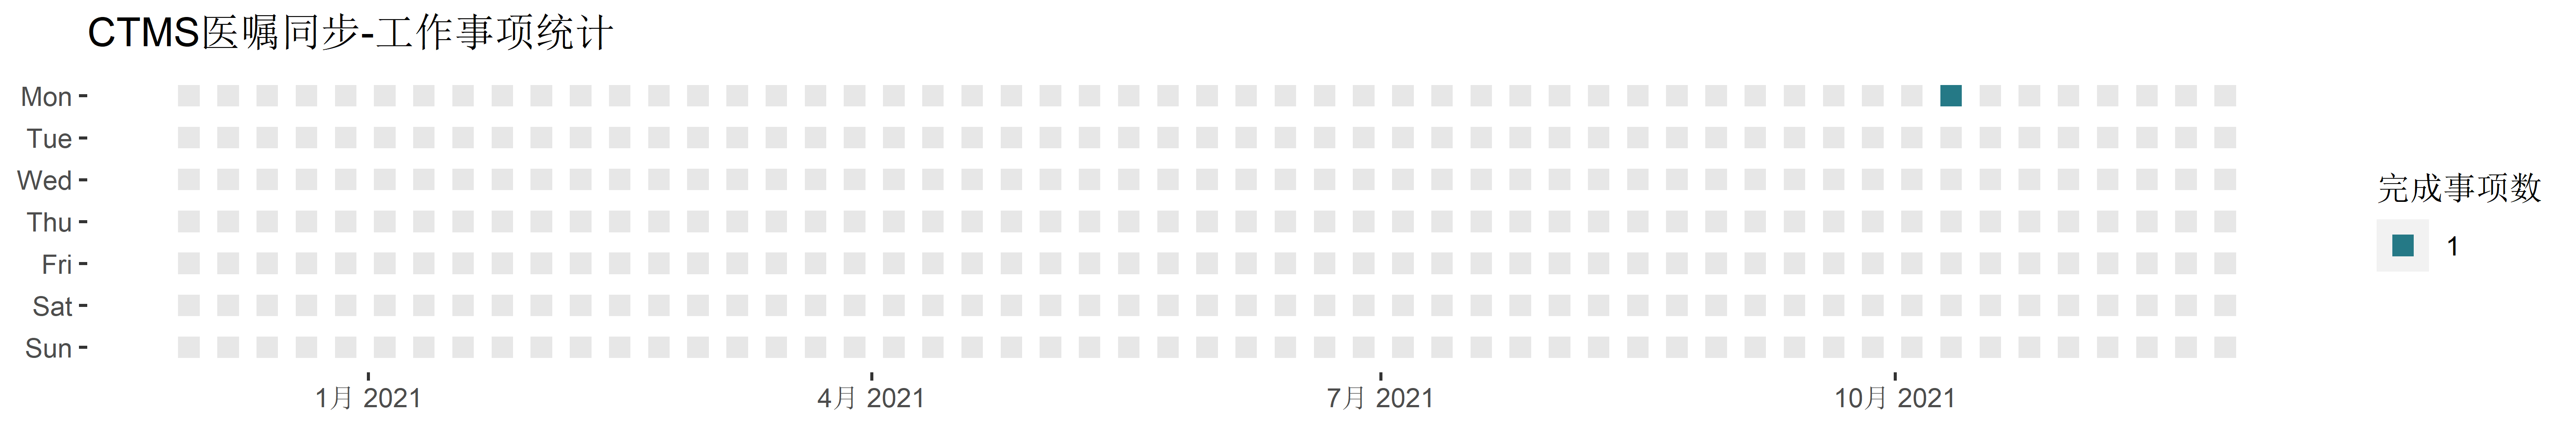 CTMS医嘱同步-工作事项统计
Mon
Tue
Wed
Thu
Fri
Sat
Sun
1月 2021
4月 2021
7月 2021
10月 2021
完成事项数
1